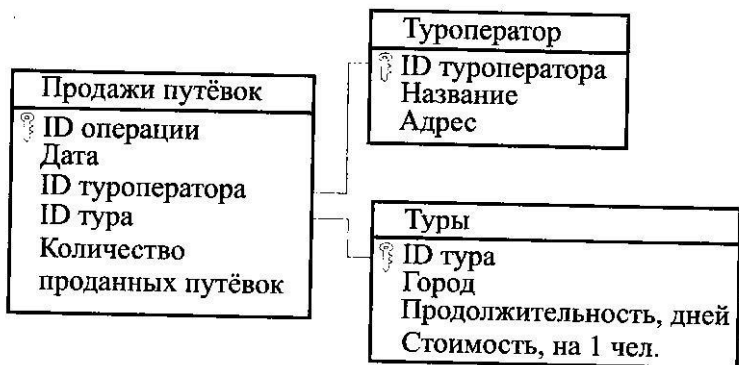 Продажи путёвок
ID операции
Дата
ID туроператора
ID тура
Количество
проданных путёвок
Туроператор
ID туроператора
Название
Адрес
Туры
ID тура
Город
Продолжительность, дней
Стоимость, на 1 чел.